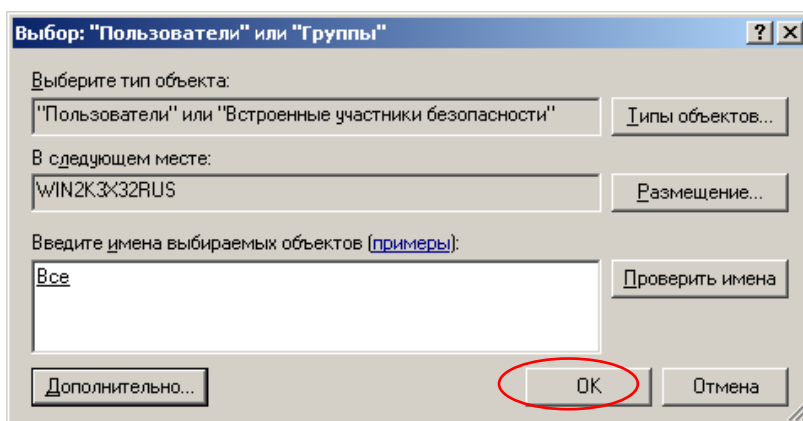 Выбор: "Пользователи" или "Группы"
Выберите тип объекта:
"Пользователи" или "Встроенные участники безопасности"
Типы объектов...
В следующем месте:
WIN2K3X32RUS
Размещение...
Введите имена выбираемых объектов (примеры):
Все
Проверить имена
Дополнительно...
OK
Отмена